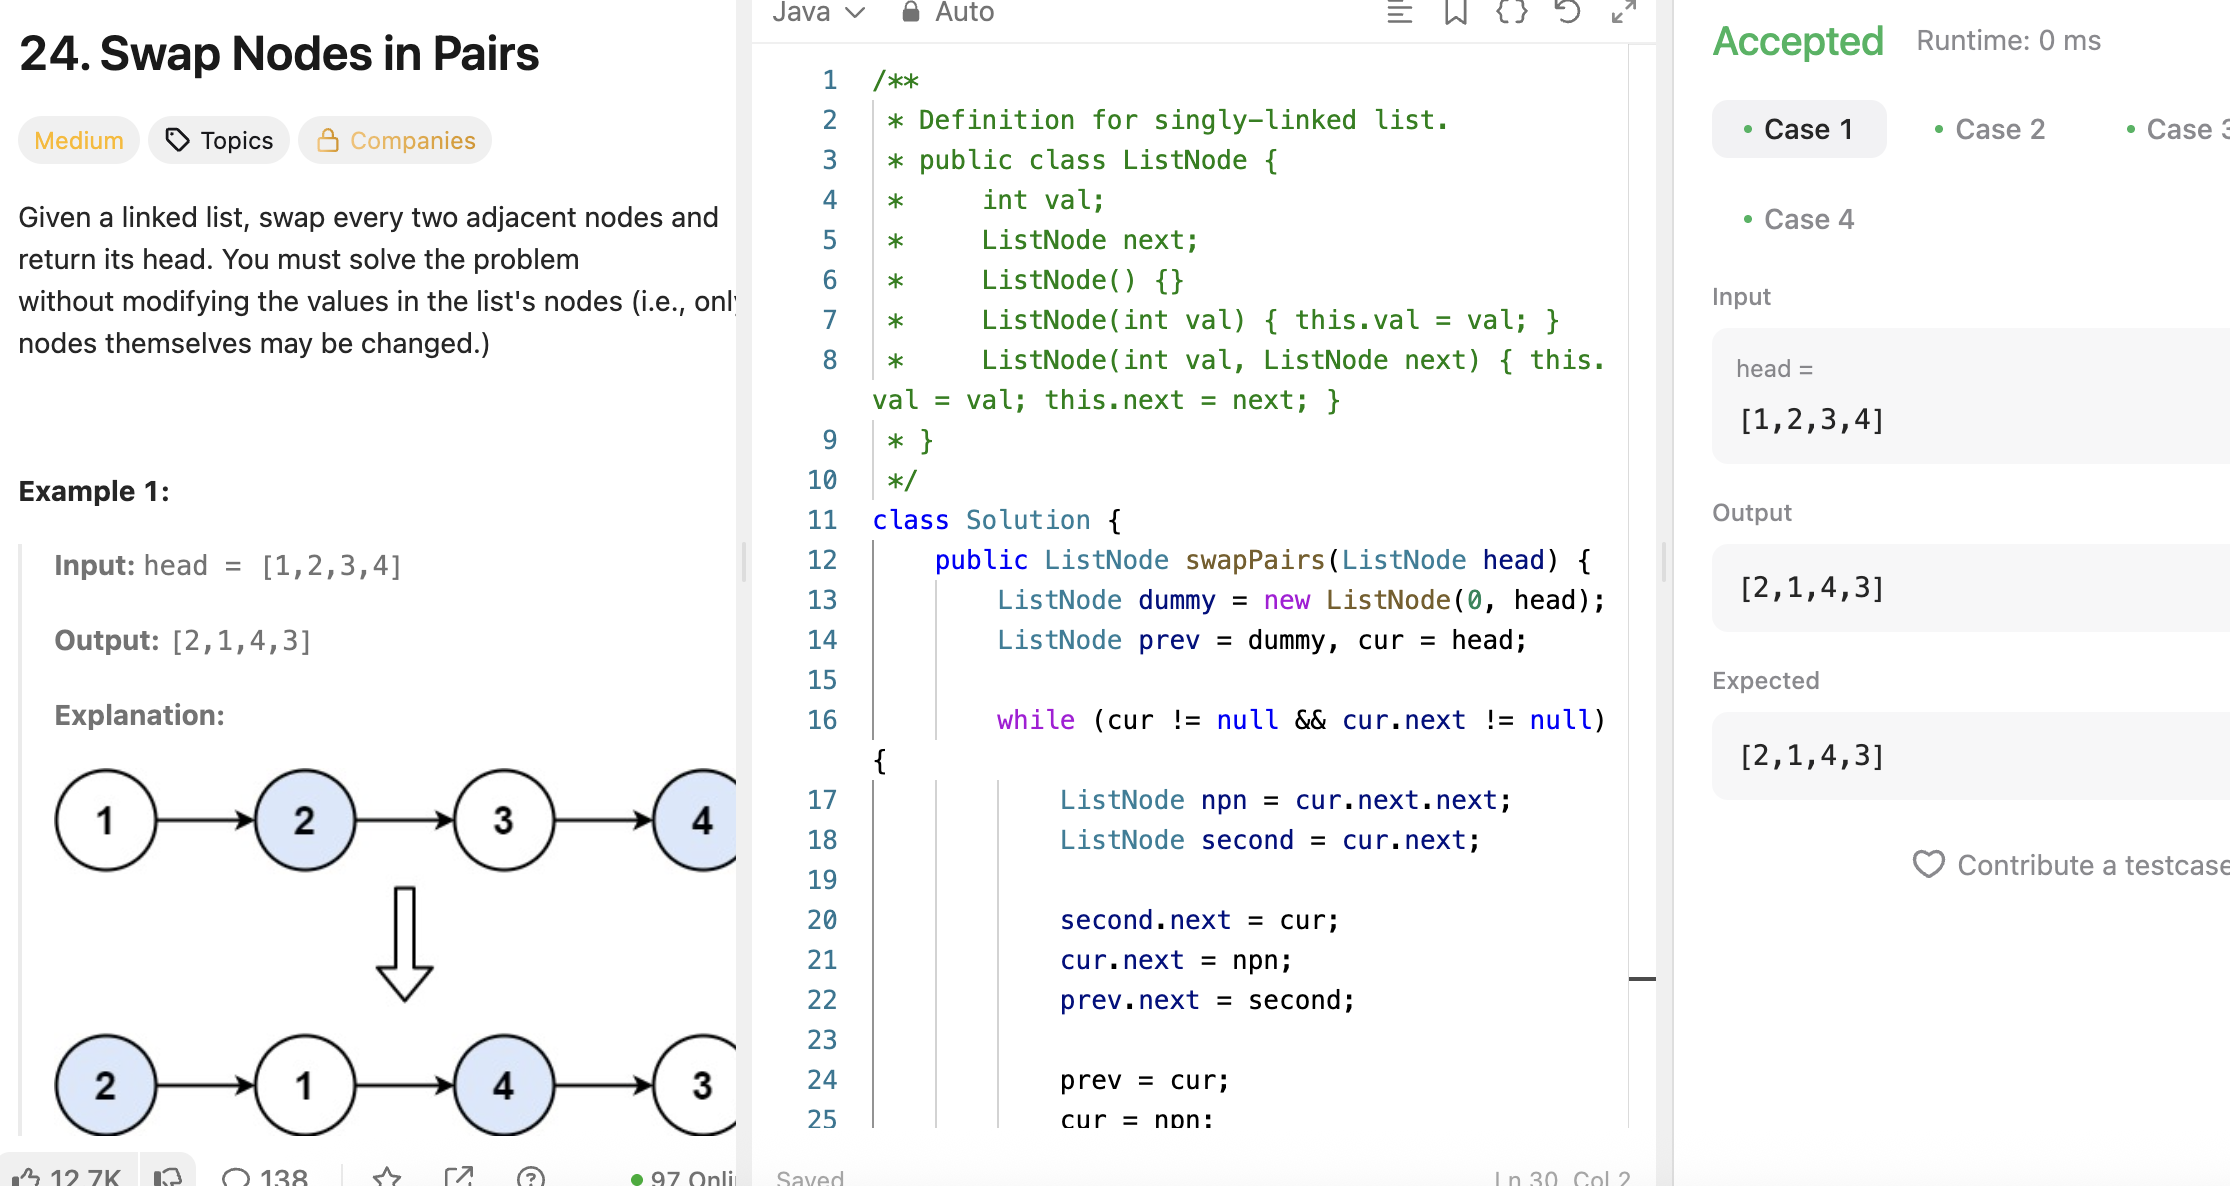 24. Swap Nodes in Pairs
Medium
Topics
Companies
Given a linked list, swap every two adjacent nodes and
return its head. You must solve the problem
without modifying the values in the list's nodes (i.e.,
nodes themselves may be changed.)
Example 1:
Input: head = [1,2,3,4]
Output: [2,1,4,3]
Explanation:
1 2 3 4
2 1 4 3
12.7K
138
97
Java
Auto
1 /**
2 * Definition for singly-linked list.
3 * public class ListNode {
4 * int val;
5 * ListNode next;
6 * ListNode() {}
7 * ListNode(int val) { this.val = val; }
8 * ListNode(int val, ListNode next) { this.
val = val; this.next = next; }
9 * }
10 */
11 class Solution {
12 public ListNode swapPairs(ListNode head) {
13 ListNode dummy = new ListNode(0, head);
14 ListNode prev = dummy, cur = head;
15
16 while (cur != null && cur.next != null)
{
17 ListNode npn = cur.next.next;
18 ListNode second = cur.next;
19
20 second.next = cur;
21 cur.next = npn;
22 prev.next = second;
23
24 prev = cur;
25 cur = npn;
Saved
Ln 30, Col 2
Accepted Runtime: 0 ms
Case 1
Case 2
Case 3
Case 4
Input
head =
[1,2,3,4]
Output
[2,1,4,3]
Expected
[2,1,4,3]
Contribute a testcase